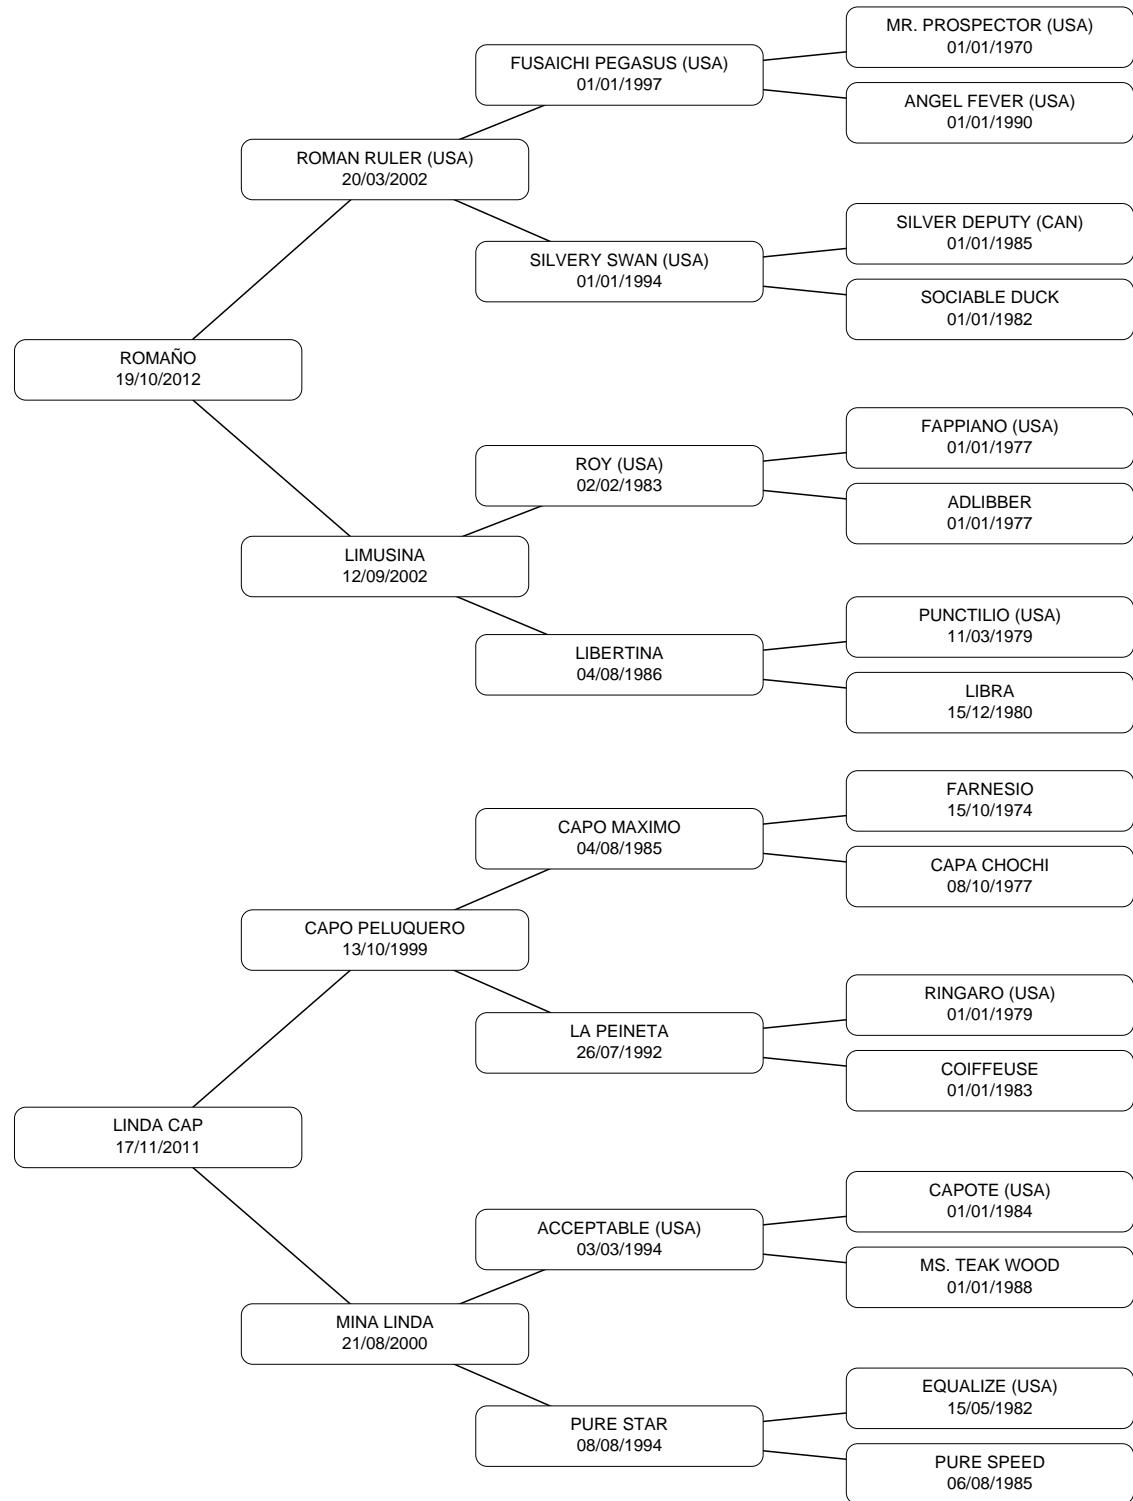 MR. PROSPECTOR (USA)
01/01/1970
FUSAICHI PEGASUS (USA)
01/01/1997
ANGEL FEVER (USA)
01/01/1990
ROMAN RULER (USA)
20/03/2002
SILVER DEPUTY (CAN)
01/01/1985
SILVERY SWAN (USA)
01/01/1994
SOCIABLE DUCK
01/01/1982
ROMAÑO
19/10/2012
FAPPIANO (USA)
01/01/1977
ROY (USA)
02/02/1983
ADLIBBER
01/01/1977
LIMUSINA
12/09/2002
PUNCTILIO (USA)
11/03/1979
LIBERTINA
04/08/1986
LIBRA
15/12/1980
FARNESIO
15/10/1974
CAPO MAXIMO
04/08/1985
CAPA CHOCHI
08/10/1977
CAPO PELUQUERO
13/10/1999
RINGARO (USA)
01/01/1979
LA PEINETA
26/07/1992
COIFFEUSE
01/01/1983
LINDA CAP
17/11/2011
CAPOTE (USA)
01/01/1984
ACCEPTABLE (USA)
03/03/1994
MS. TEAK WOOD
01/01/1988
MINA LINDA
21/08/2000
EQUALIZE (USA)
15/05/1982
PURE STAR
08/08/1994
PURE SPEED
06/08/1985